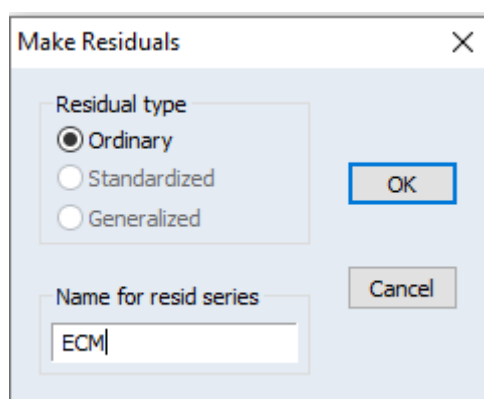 Make Residuals
Residual type
Ordinary
Standardized
Generalized
OK
Name for resid series
ECM
Cancel